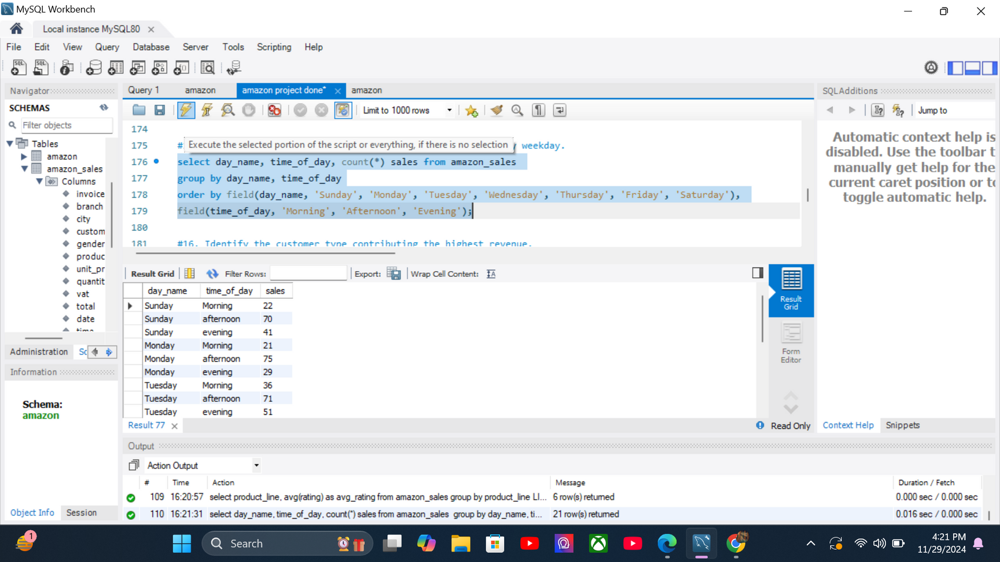 MySQL Workbench
Local instance MySQL80
File Edit View Query Database Server Tools Scripting Help
Navigator
SCHEMAS
Filter objects
Tables
amazon
amazon_sales
Columns
invoice
branch
city
custom
gender
produc
unit_pr
quantit
vat
total
date
time
Administration Sc
Information
Schema:
amazon
Object Info Session
Query 1 amazon amazon project done* amazon
Limit to 1000 rows
174
175 # Execute the selected portion of the script or everything, if there is no selection weekday.
176 select day_name, time_of_day, count(*) sales from amazon_sales
177 group by day_name, time_of_day
178 order by field(day_name, 'Sunday', 'Monday', 'Tuesday', 'Wednesday', 'Thursday', 'Friday', 'Saturday'),
179 field(time_of_day, 'Morning', 'Afternoon', 'Evening');
180
181 #16. Identify the customer type contributing the highest revenue.
Result Grid Filter Rows: Export: Wrap Cell Content:
day_name time_of_day sales
Sunday Morning 22
Sunday afternoon 70
Sunday evening 41
Monday Morning 21
Monday afternoon 75
Monday evening 29
Tuesday Morning 36
Tuesday afternoon 71
Tuesday evening 51
Result
Grid
Form
Editor
Result 77
Read Only
SQLAdditions
Jump to
Automatic context help is
disabled. Use the toolbar t
manually get help for the
current caret position or to
toggle automatic help.
Context Help Snippets
Output
Action Output
# Time Action Message Duration / Fetch
109 16:20:57 select product_line, avg(rating) as avg_rating from amazon_sales group by product_line LI... 6 row(s) returned 0.000 sec / 0.000 sec
110 16:21:31 select day_name, time_of_day, count(*) sales from amazon_sales group by day_name, ti... 21 row(s) returned 0.016 sec / 0.000 sec
1
Search
4:21 PM
11/29/2024